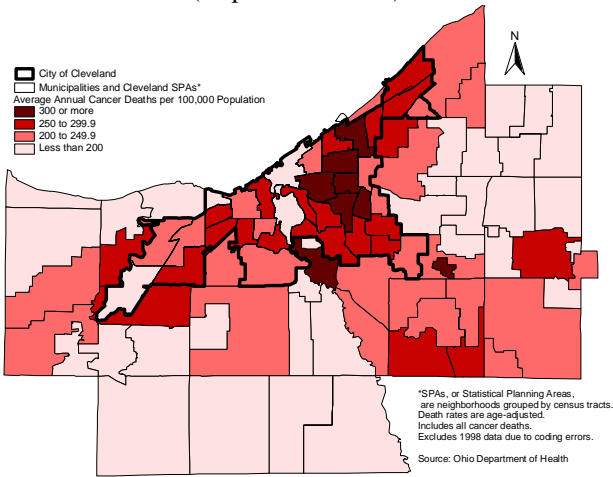 N
City of Cleveland
Municipalities and Cleveland SPAs*
Average Annual Cancer Deaths per 100,000 Population
300 or more
250 to 299.9
200 to 249.9
Less than 200
*SPAs, or Statistical Planning Areas,
are neighborhoods grouped by census tracts.
Death rates are age-adjusted.
Includes all cancer deaths.
Excludes 1998 data due to coding errors.
Source: Ohio Department of Health